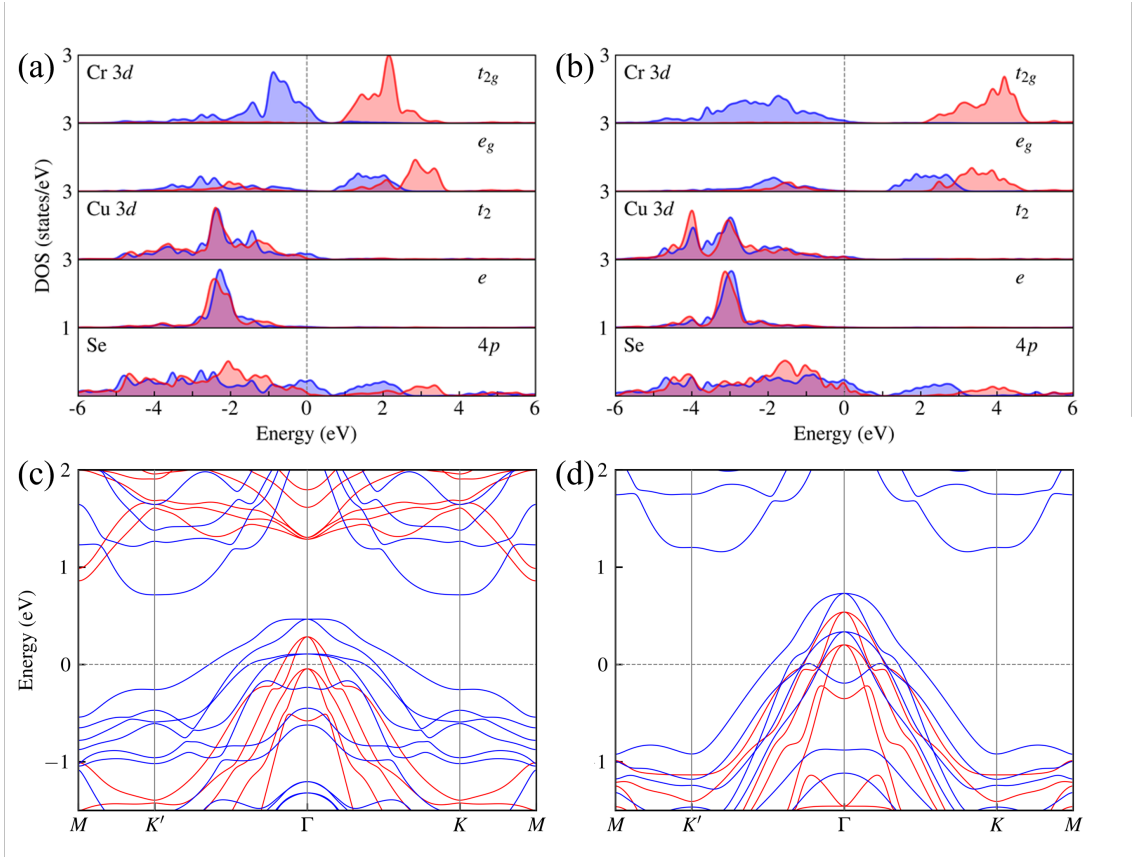 (a)
DOS (states/eV)
3
Cr 3d
t2g
3
eg
3
Cu 3d
t2
3
e
1
Se
4p
-6
-4
-2
0
2
4
6
Energy (eV)
(b)
3
Cr 3d
t2g
3
eg
3
Cu 3d
t2
3
e
1
Se
4p
-6
-4
-2
0
2
4
6
Energy (eV)
(c)
Energy (eV)
2
1
0
−1
M
K′
Γ
K
M
(d)
2
1
0
1
M
K′
Γ
K
M